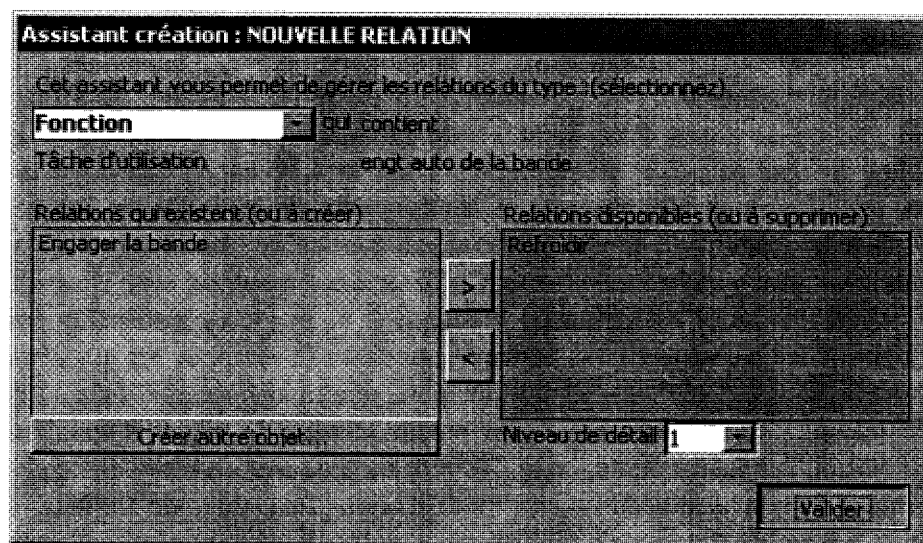 Assistant création : NOUVELLE RELATION
Cet assistant vous permet de gérer les relations du type :(sélectionnez)
Fonction qui contient
Tâche d'utilisation engt auto de la bande
Relations qui existent (ou à créer) Relations disponibles (ou à supprimer)
Engager la bande Refroidir
>
<
Créer autre objet...
Niveau de détail 1
Valider